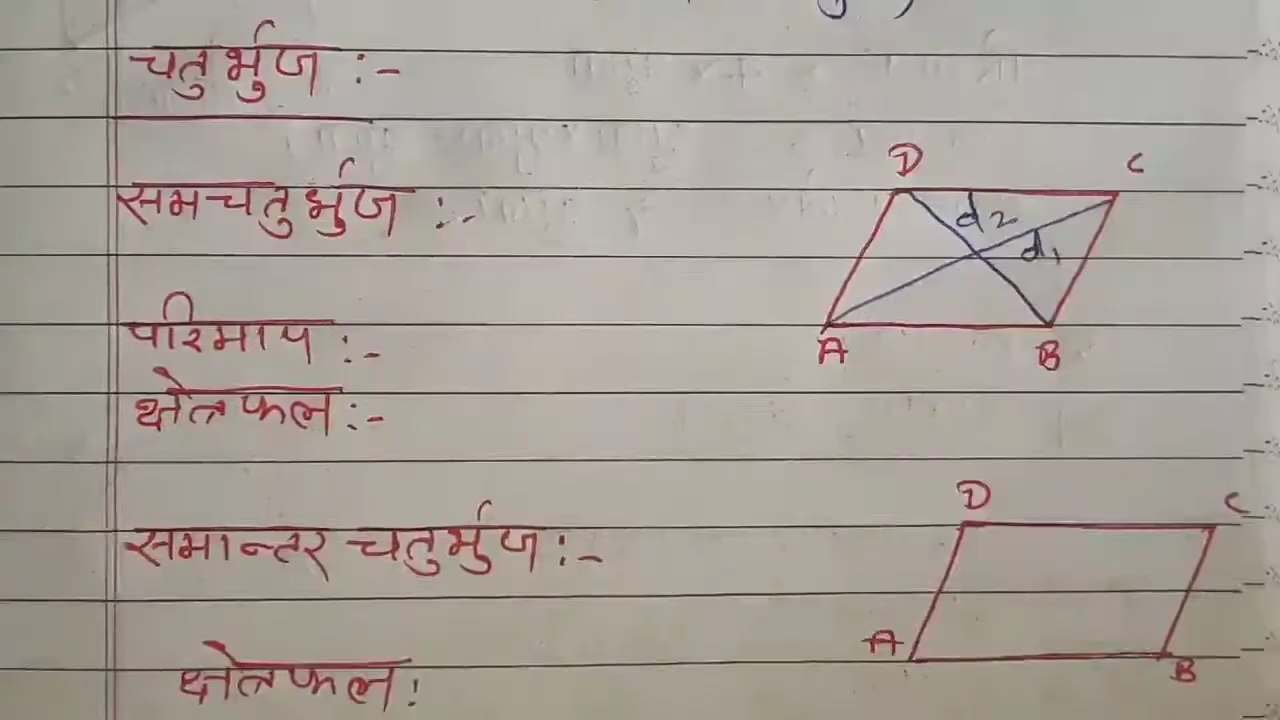 चतुर्भुज :-
समचतुर्भुज :-
D C
d2
d1
A B
परिमाप :-
क्षेत्रफल :-
D C
समान्तर चतुर्भुज :-
A B
क्षेत्रफल :